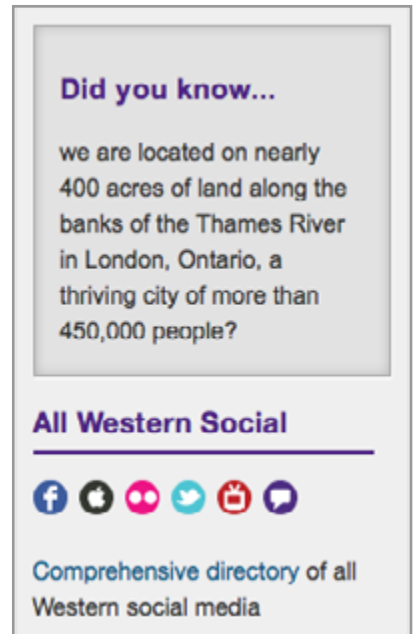 Did you know...
we are located on nearly
400 acres of land along the
banks of the Thames River
in London, Ontario, a
thriving city of more than
450,000 people?
All Western Social
Comprehensive directory of all
Western social media